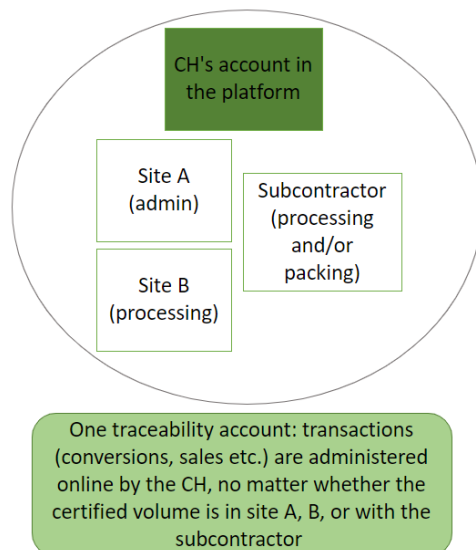 CH's account in
the platform
Site A
(admin)
Subcontractor
(processing
and/or
packing)
Site B
(processing)
One traceability account: transactions
(conversions, sales etc.) are administered
online by the CH, no matter whether the
certified volume is in site A, B, or with the
subcontractor